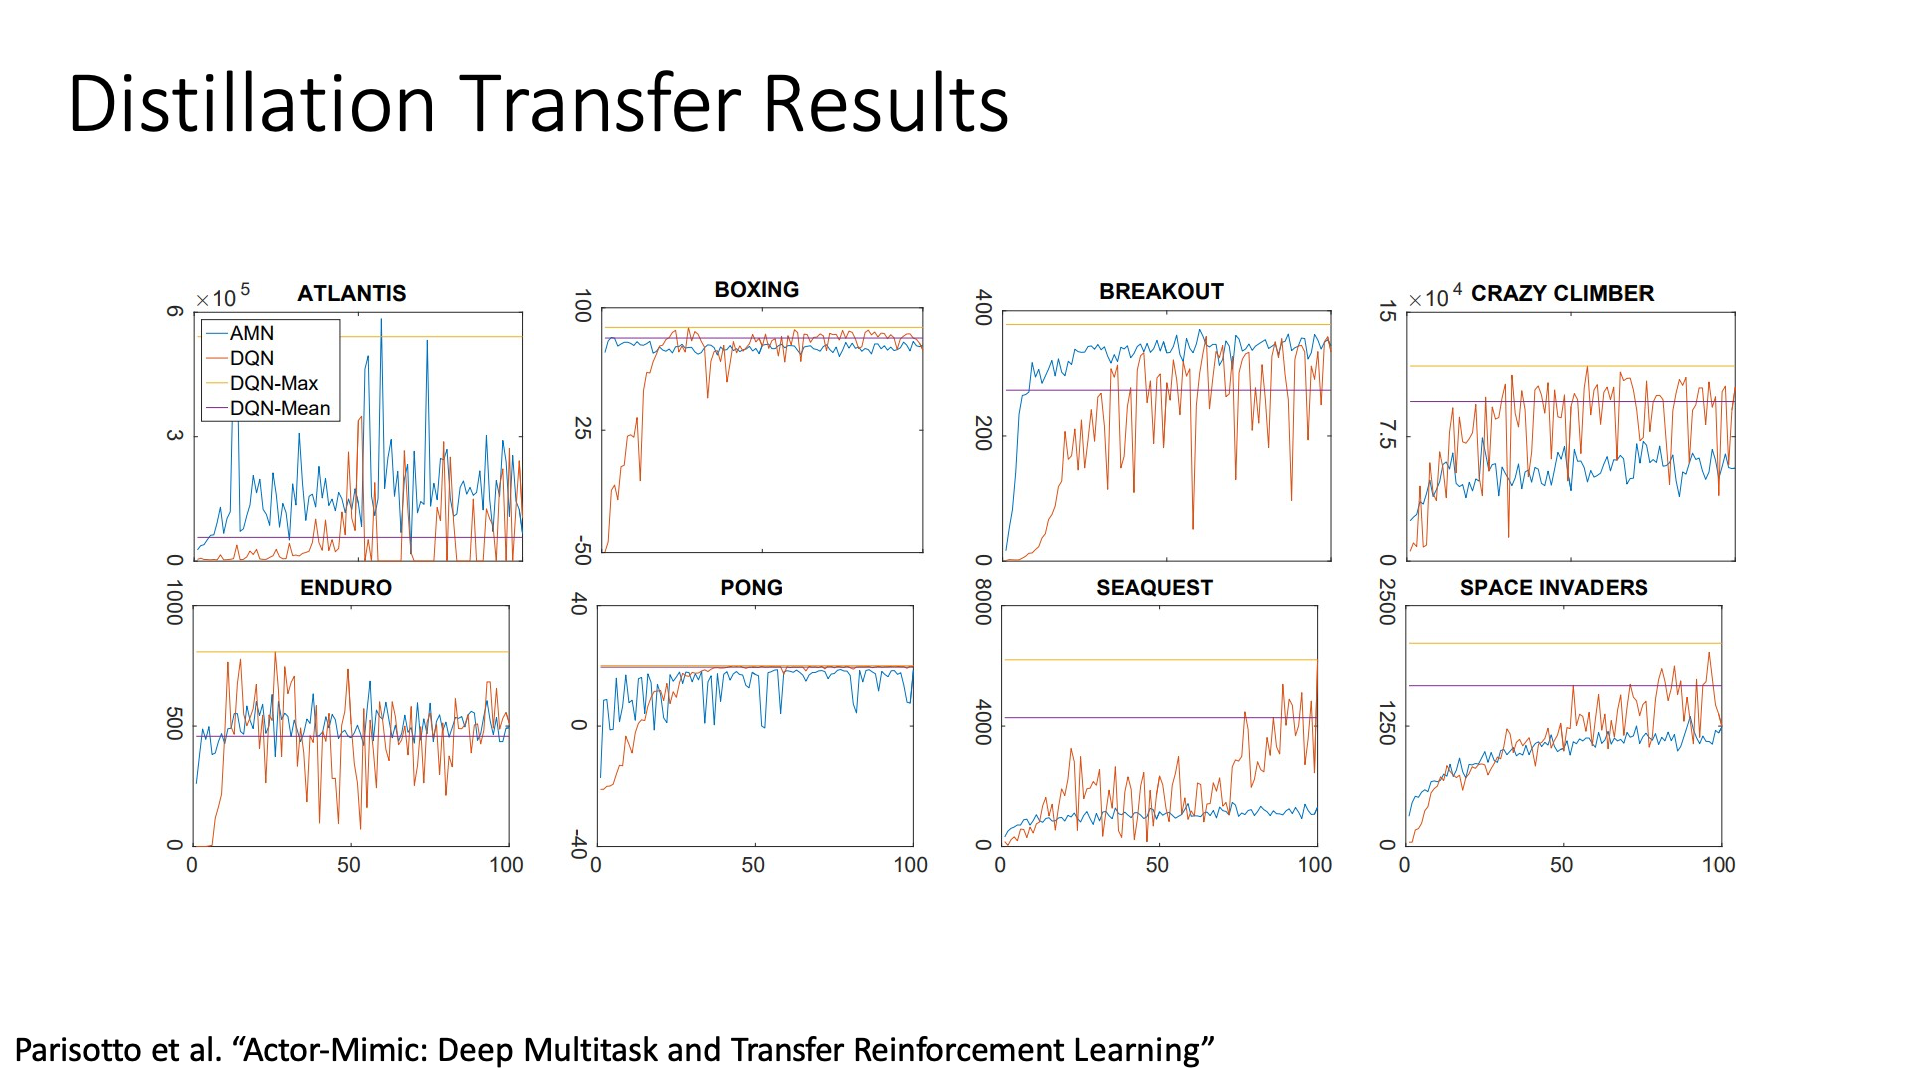 Distillation Transfer Results
ATLANTIS
×10 5
6
3
0
AMN
DQN
DQN-Max
DQN-Mean
BOXING
100
25
-50
BREAKOUT
400
200
0
CRAZY CLIMBER
×10 4
15
7.5
0
ENDURO
1000
500
0
0 50 100
PONG
40
0
-40
0 50 100
SEAQUEST
8000
4000
0
0 50 100
SPACE INVADERS
2500
1250
0
0 50 100
Parisotto et al. “Actor-Mimic: Deep Multitask and Transfer Reinforcement Learning”